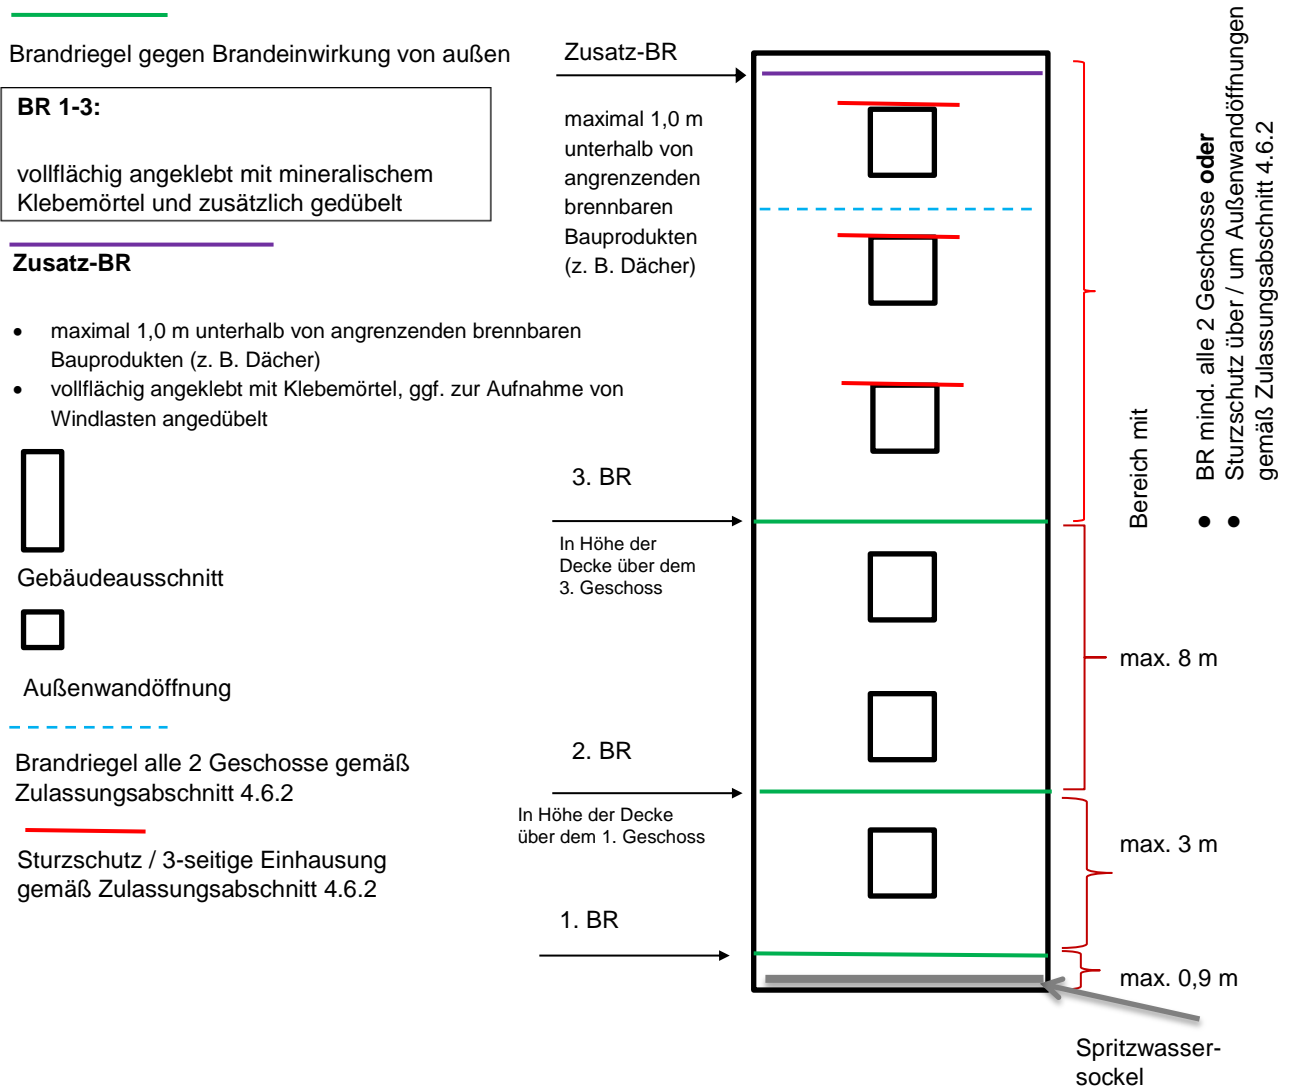 Brandriegel gegen Brandeinwirkung von außen
BR 1-3:
vollflächig angeklebt mit mineralischem
Klebemörtel und zusätzlich gedübelt
Zusatz-BR
• maximal 1,0 m unterhalb von angrenzenden brennbaren
Bauprodukten (z. B. Dächer)
• vollflächig angeklebt mit Klebemörtel, ggf. zur Aufnahme von
Windlasten angedübelt
Gebäudeausschnitt
Außenwandöffnung
Brandriegel alle 2 Geschosse gemäß
Zulassungsabschnitt 4.6.2
Sturzschutz / 3-seitige Einhausung
gemäß Zulassungsabschnitt 4.6.2
Zusatz-BR
maximal 1,0 m
unterhalb von
angrenzenden
brennbaren
Bauprodukten
(z. B. Dächer)
3. BR
In Höhe der
Decke über dem
3. Geschoss
2. BR
In Höhe der Decke
über dem 1. Geschoss
1. BR
Bereich mit
• BR mind. alle 2 Geschosse oder
• Sturzschutz über / um Außenwandöffnungen
gemäß Zulassungsabschnitt 4.6.2
max. 8 m
max. 3 m
max. 0,9 m
Spritzwasser-
sockel